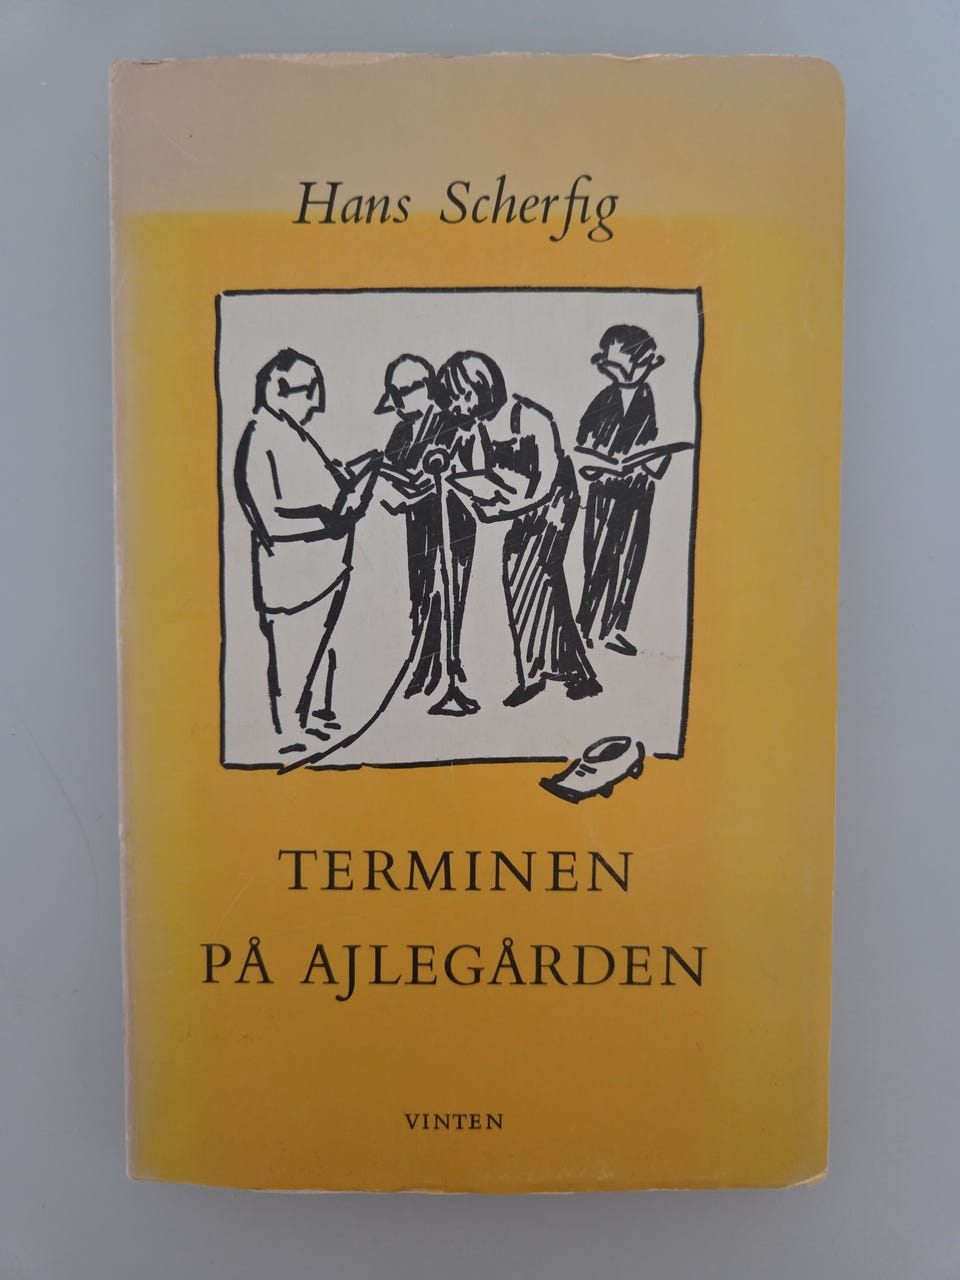 Hans Scherfig
TERMINEN
PÅ AJLEGÅRDEN
VINTEN